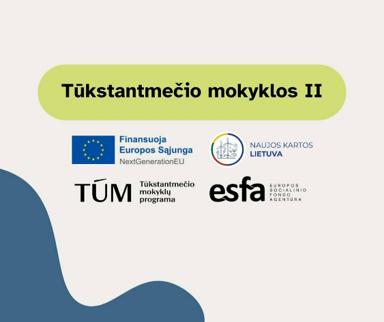 Tūkstantmečio mokyklos II
Finansuoja
Europos Sąjunga
NextGenerationEU
NAUJOS KARTOS
LIETUVA
TŪM
Tūkstantmečio
mokyklų
programa
esfa
EUROPOS
SOCIALINIO
FONDO
AGENTŪRA